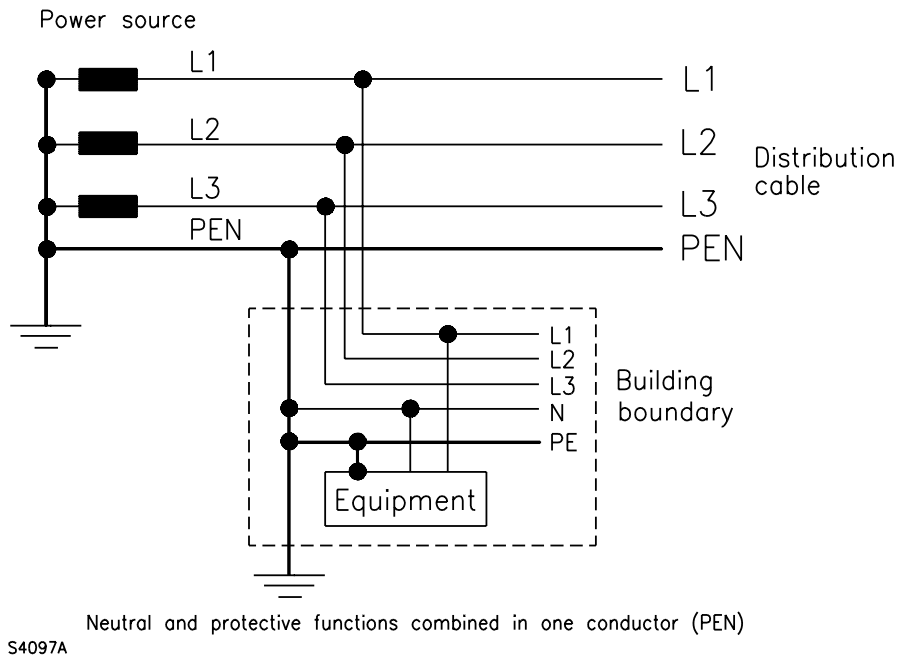 Power source
L1
L1
L2
L2
Distribution
cable
L3
L3
PEN
PEN
L1
L2
L3
N
PE
Building
boundary
Equipment
Neutral and protective functions combined in one conductor (PEN)
S4097A